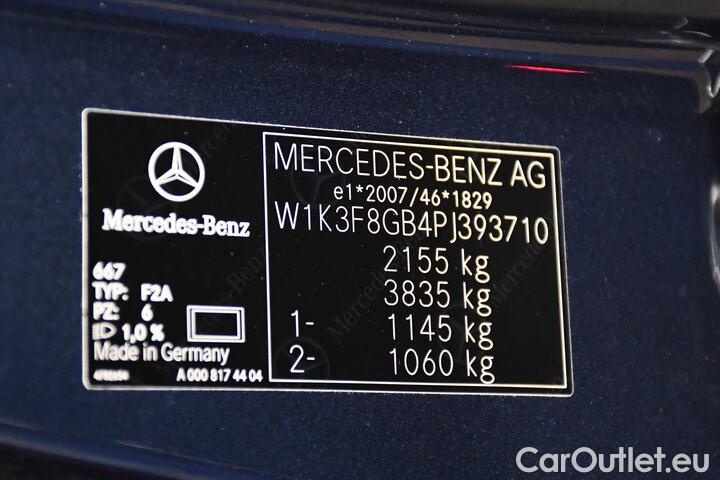 Mercedes-Benz
667
TYP: F2A
PZ: 6
1,0 %
Made in Germany
A 000 817 44 04
MERCEDES-BENZ AG
e1*2007/46*1829
W1K3F8GB4PJ393710
2155 kg
3835 kg
1- 1145 kg
2- 1060 kg
CarOutlet.eu